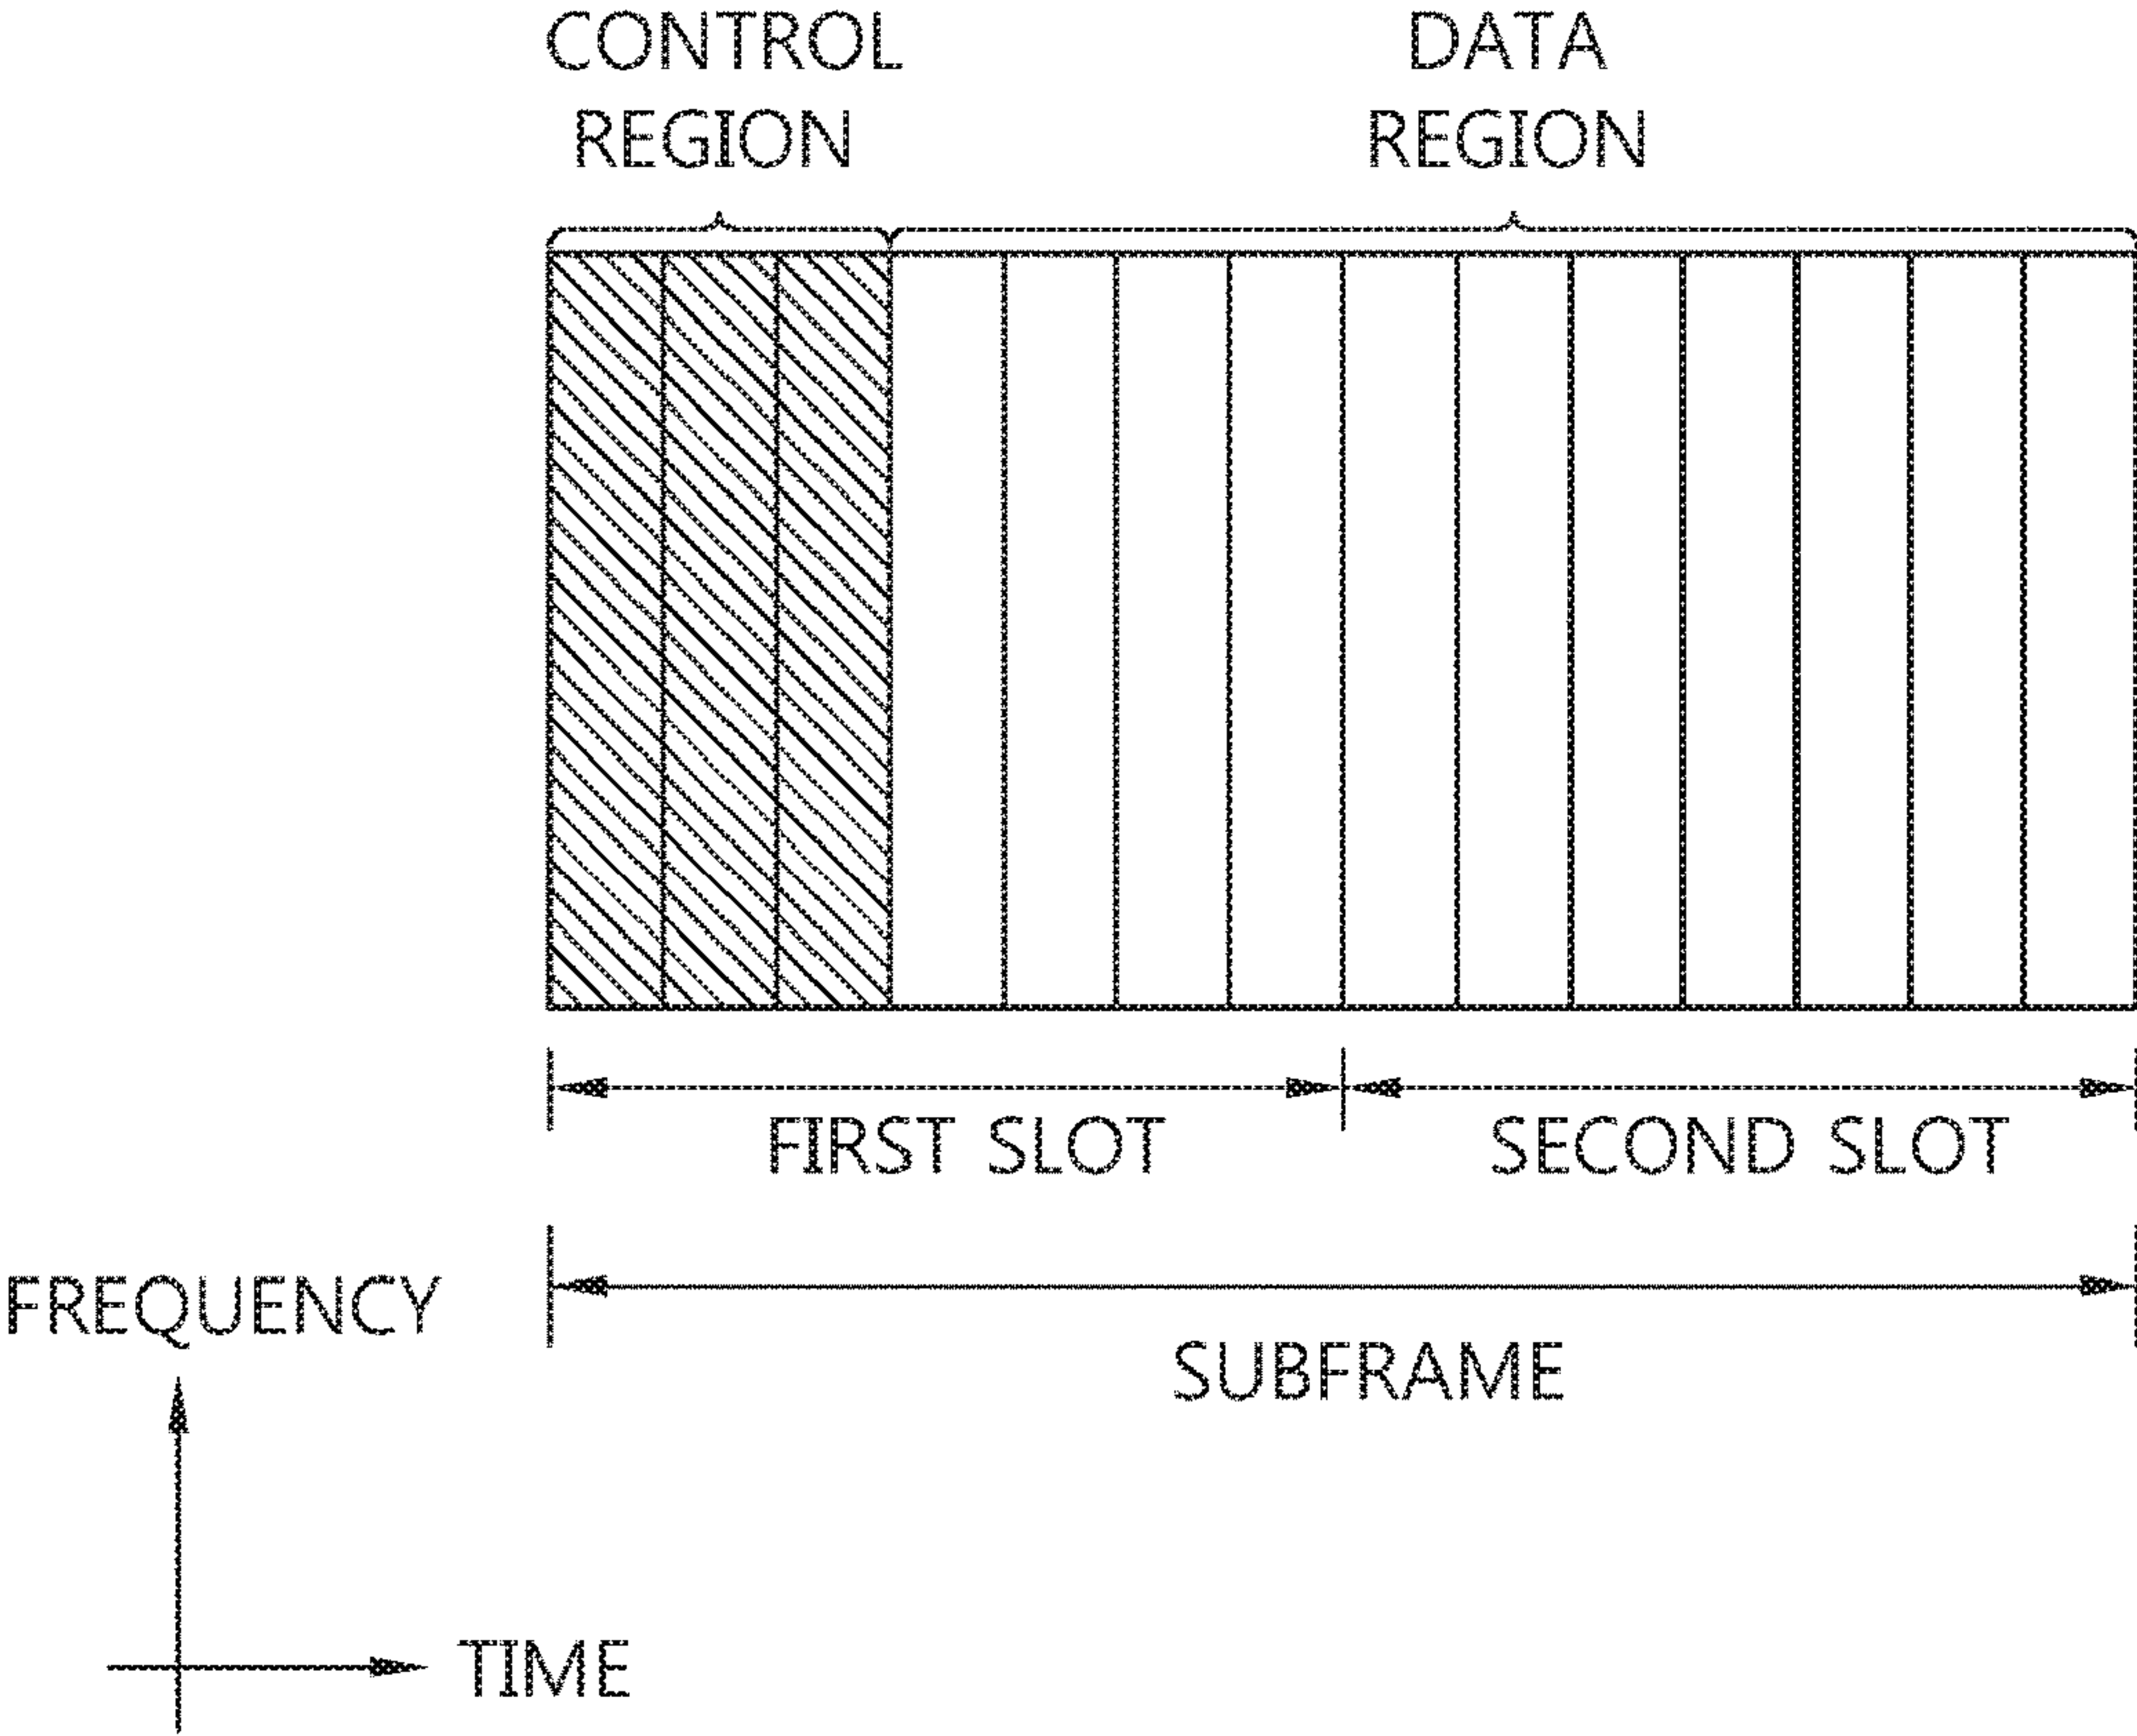 CONTROL
REGION
DATA
REGION
FIRST SLOT
SECOND SLOT
SUBFRAME
FREQUENCY
TIME